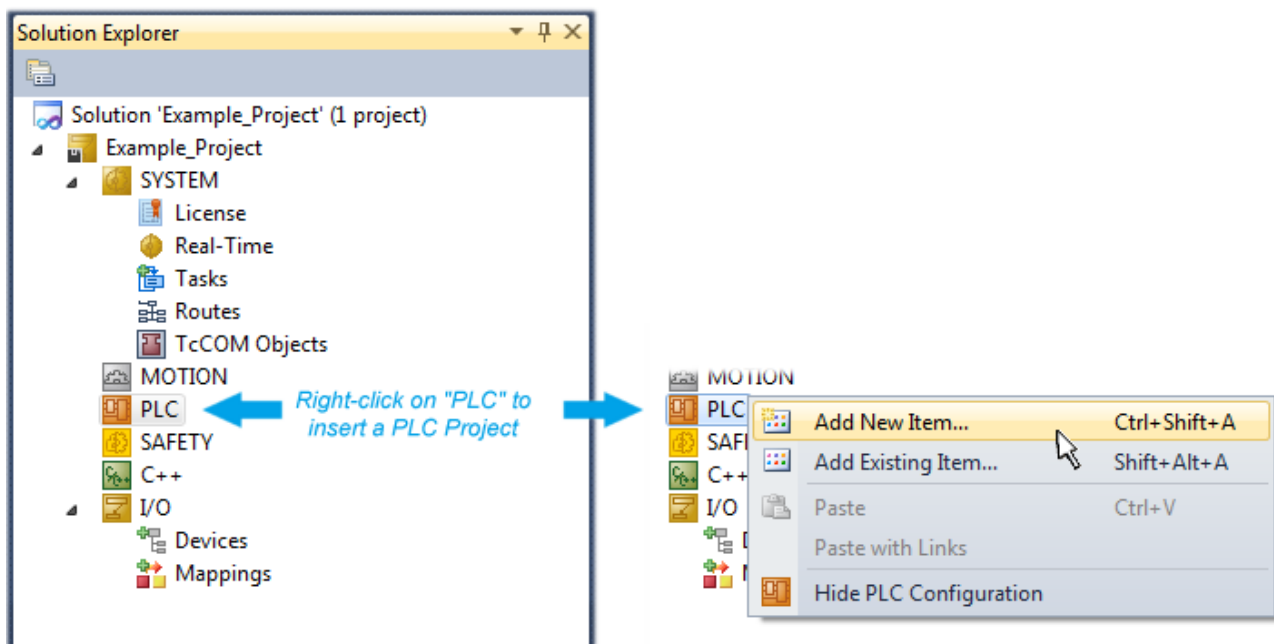 Solution Explorer
Solution 'Example_Project' (1 project)
Example_Project
SYSTEM
License
Real-Time
Tasks
Routes
TcCOM Objects
MOTION
PLC
SAFETY
C++
I/O
Devices
Mappings
Right-click on "PLC" to
insert a PLC Project
MOTION
PLC
SAF
C++
I/O
Add New Item... Ctrl+Shift+A
Add Existing Item... Shift+Alt+A
Paste Ctrl+V
Paste with Links
Hide PLC Configuration